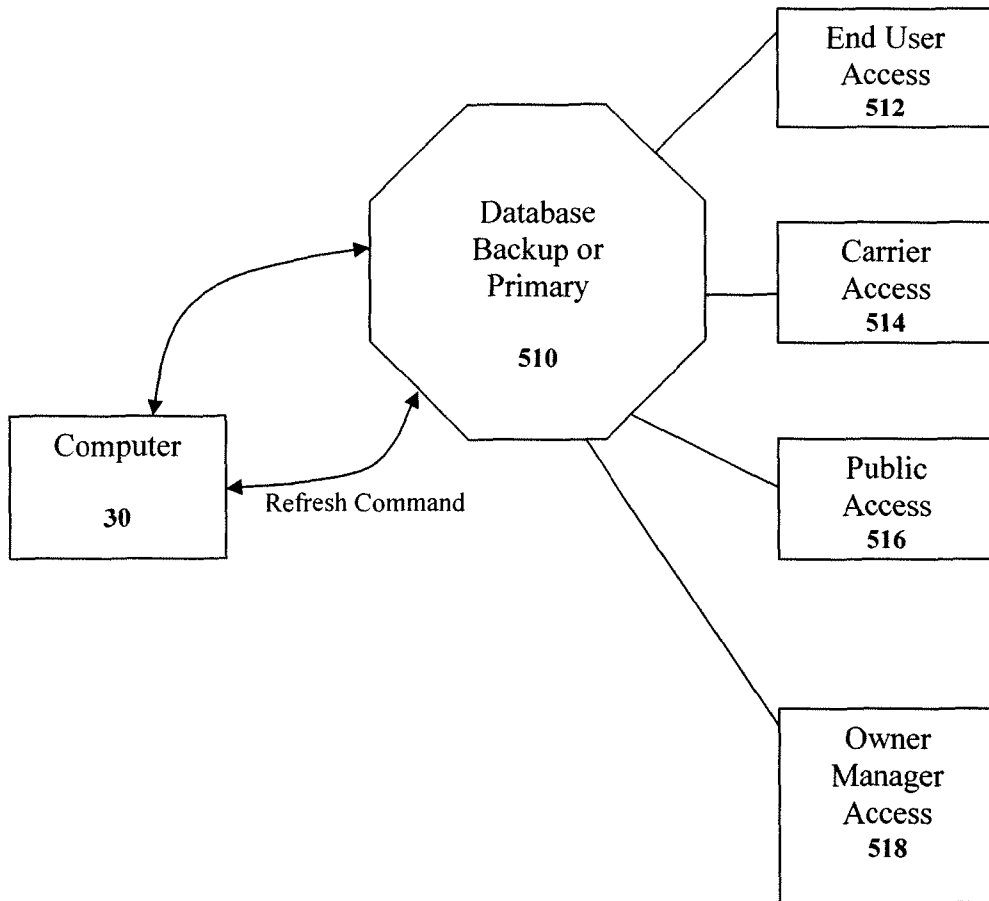 End User
Access
512
Database
Backup or
Primary
510
Carrier
Access
514
Computer
30
Refresh Command
Public
Access
516
Owner
Manager
Access
518